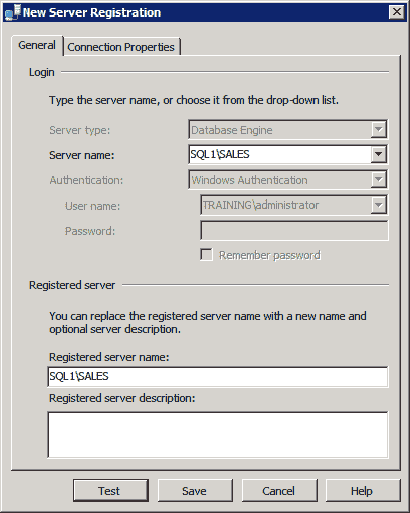 New Server Registration
General
Connection Properties
Login
Type the server name, or choose it from the drop-down list.
Server type:
Database Engine
Server name:
SQL1\SALES
Authentication:
Windows Authentication
User name:
TRAINING\administrator
Password:
Remember password
Registered server
You can replace the registered server name with a new name and
optional server description.
Registered server name:
SQL1\SALES
Registered server description:
Test
Save
Cancel
Help